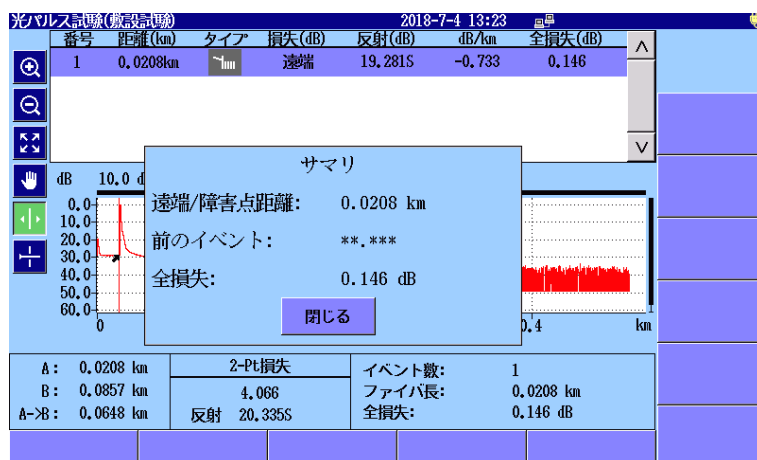 光パルス試験(敷設試験) 2018-7-4 13:23
番号 距離(km) タイプ 損失(dB) 反射(dB) dB/km 全損失(dB)
1 0.0208km 遠端 19.281S -0.733 0.146
サマリ
dB 10.0 d
遠端/障害点距離: 0.0208 km
前のイベント: **.***
全損失: 0.146 dB
閉じる
0.0
10.0
20.0
30.0
40.0
50.0
60.0
0 0.4 km
1
A: 0.0208 km
B: 0.0857 km
A->B: 0.0648 km
2-Pt損失
4.066
反射 20.335S
イベント数: 1
ファイバ長: 0.0208 km
全損失: 0.146 dB